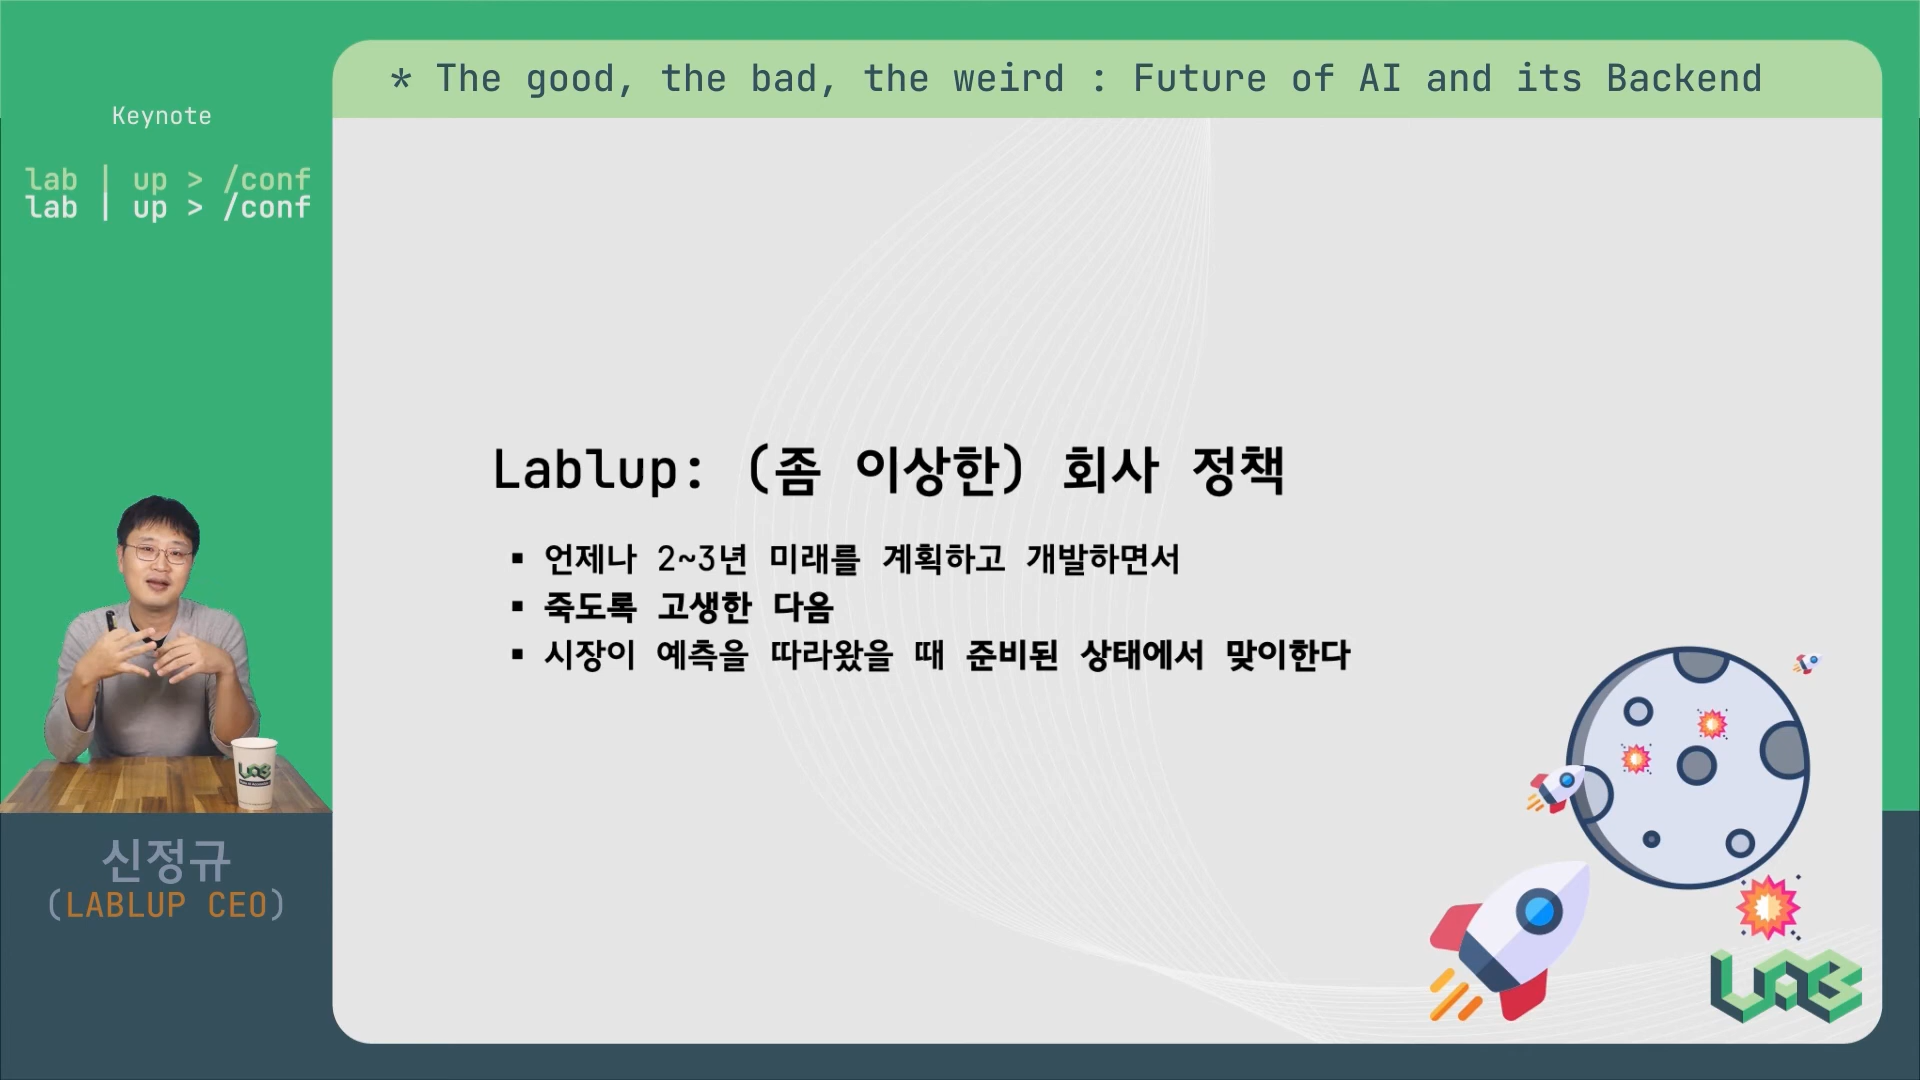 * The good, the bad, the weird : Future of AI and its Backend
Keynote
lab | up > /conf
lab | up > /conf
Lablup: (좀 이상한) 회사 정책
▪ 언제나 2~3년 미래를 계획하고 개발하면서
▪ 죽도록 고생한 다음
▪ 시장이 예측을 따라왔을 때 준비된 상태에서 맞이한다
신정규
(LABLUP CEO)
LAB